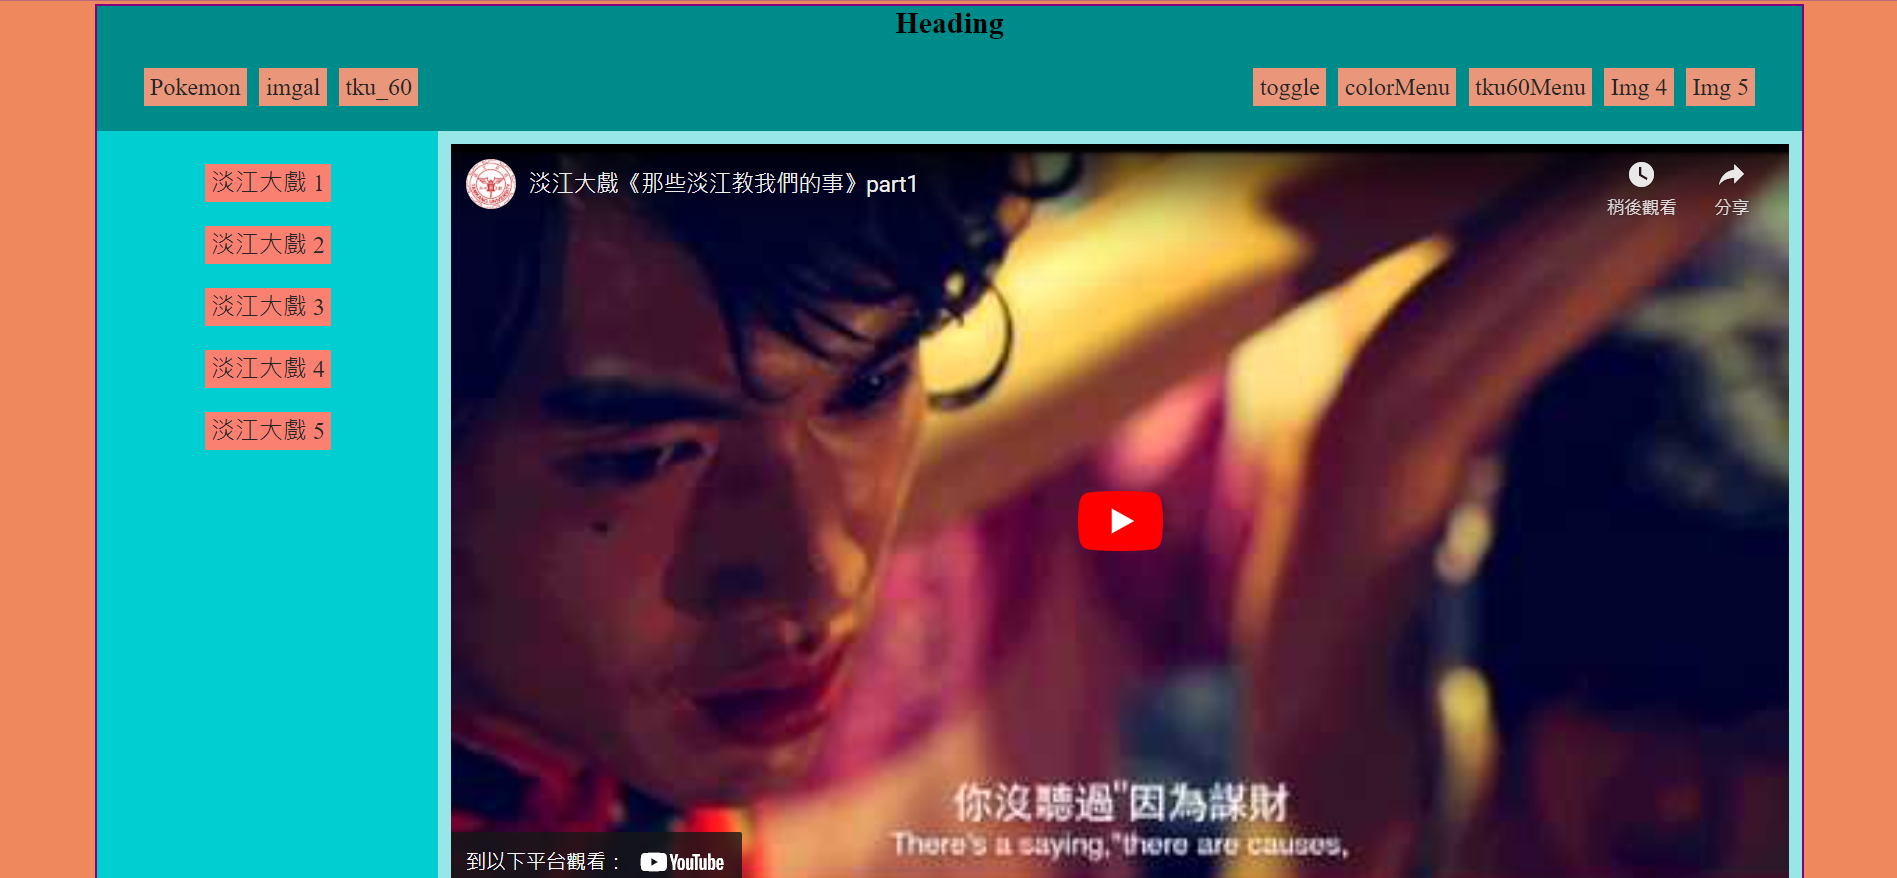 Heading
Pokemon imgal tku_60 toggle colorMenu tku60Menu Img 4 Img 5
淡江大戲 1
淡江大戲 2
淡江大戲 3
淡江大戲 4
淡江大戲 5
淡江大戲《那些淡江教我們的事》part1
稍後觀看 分享
你沒聽過"因為謀財
There's a saying,"there are causes,
到以下平台觀看： YouTube